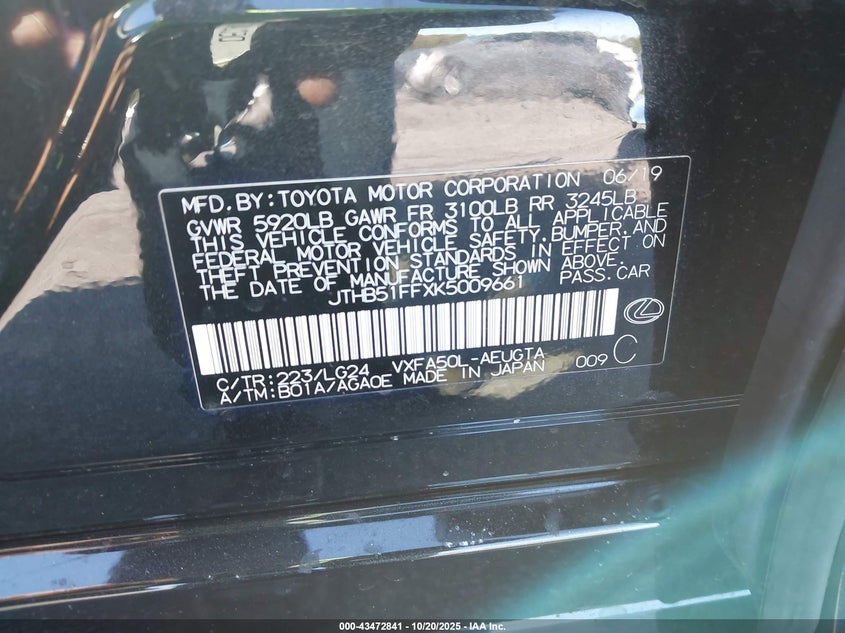 MFD. BY: TOYOTA MOTOR CORPORATION 06/19
GVWR 5920LB GAWR FR 3100LB RR 3245LB
THIS VEHICLE CONFORMS TO ALL APPLICABLE
FEDERAL MOTOR VEHICLE SAFETY, BUMPER, AND
THEFT PREVENTION STANDARDS IN EFFECT ON
THE DATE OF MANUFACTURE SHOWN ABOVE.
JTHB51FFXK5009661 PASS. CAR
C/TR: 223/LG24 VXFA50L-AEUGTA 009 C
A/TM: B01A/AGA0E MADE IN JAPAN
000-43472841 | 10/20/2025 - IAA Inc.